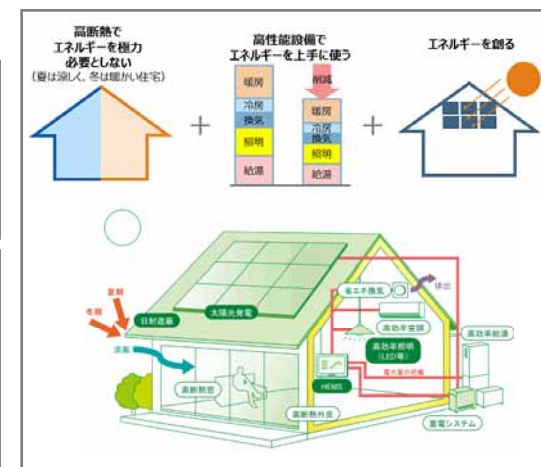 高断熱で
エネルギーを極力
必要としない
(夏は涼しく、冬は暖かい住宅)
高性能設備で
エネルギーを上手に使う
エネルギーを創る
暖房
冷房
換気
照明
給湯
削減
暖房
冷房
換気
照明
給湯
+
+
夏期
冬期
日射遮蔽
太陽光発電
涼風
高断熱窓
省エネ換気
排出
高効率空調
高効率照明
(LED等)
高効率給湯
HEMS
電力量の把握
高断熱外皮
蓄電システム